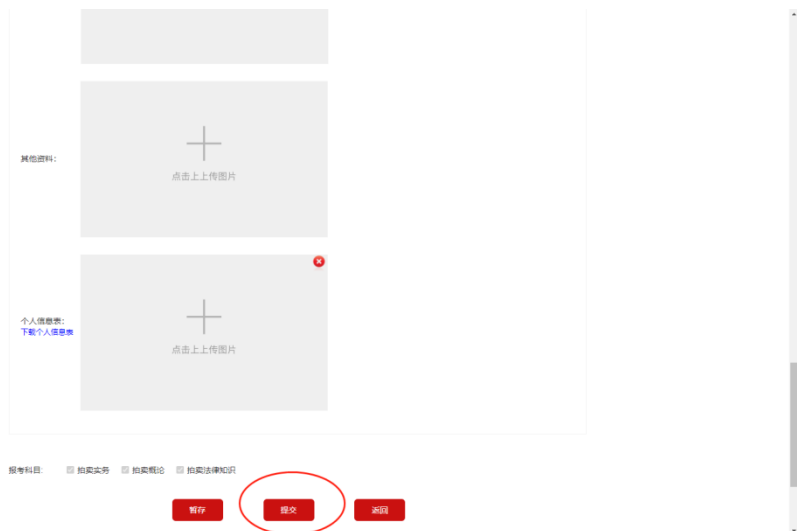 其他资料：
点击上上传图片
个人信息表：
下载个人信息表
点击上上传图片
报考科目: 拍卖实务 拍卖概论 拍卖法律知识
暂存 提交 返回